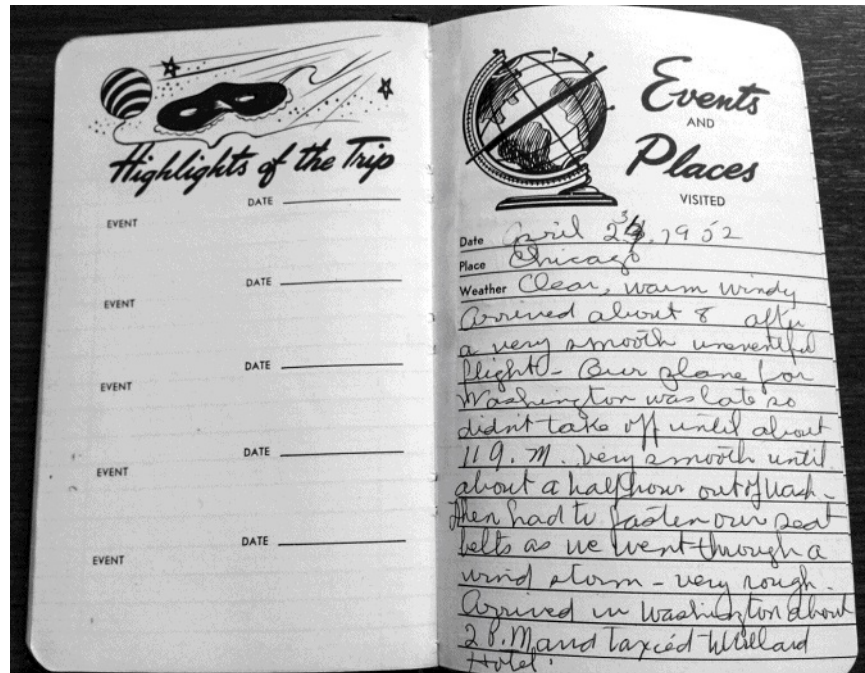 Highlights of the Trip
DATE
EVENT
DATE
EVENT
DATE
EVENT
DATE
EVENT
DATE
EVENT
Events
AND
Places
VISITED
Date April 23, 1952
Place Chicago
Weather Clear, warm windy
Arrived about 8 after
a very smooth uneventful
flight - Our plane for
Washington was late so
didn't take off until about
11 A.M. Very smooth until
about a half hour out of Wash -
then had to fasten our seat
belts as we went through a
wind storm - very rough.
Arrived in Washington about
2 P.M and taxied Willard
Hotel.